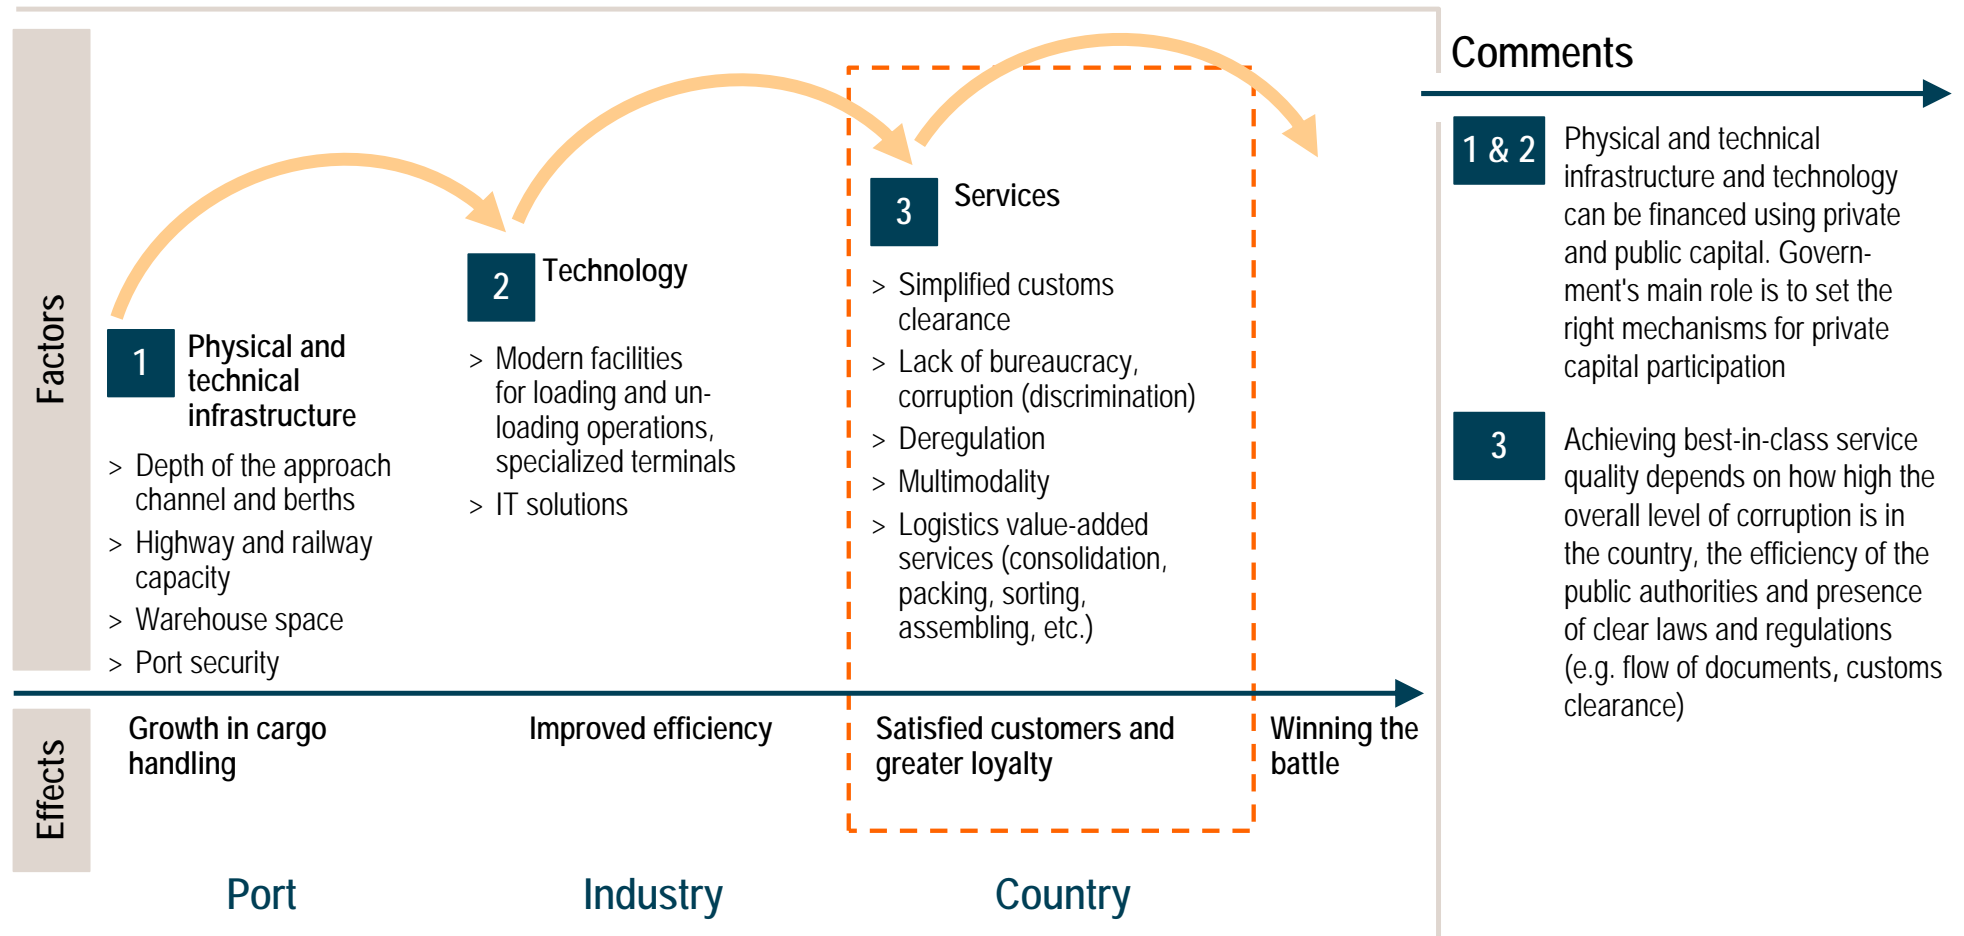 Factors
1
Physical and
technical
infrastructure
> Depth of the approach
channel and berths
> Highway and railway
capacity
> Warehouse space
> Port security
2
Technology
> Modern facilities
for loading and un-
loading operations,
specialized terminals
> IT solutions
3
Services
> Simplified customs
clearance
> Lack of bureaucracy,
corruption (discrimination)
> Deregulation
> Multimodality
> Logistics value-added
services (consolidation,
packing, sorting,
assembling, etc.)
Effects
Growth in cargo
handling
Improved efficiency
Satisfied customers and
greater loyalty
Winning the
battle
Port
Industry
Country
Comments
1 & 2
Physical and technical
infrastructure and technology
can be financed using private
and public capital. Govern-
ment's main role is to set the
right mechanisms for private
capital participation
3
Achieving best-in-class service
quality depends on how high the
overall level of corruption is in
the country, the efficiency of the
public authorities and presence
of clear laws and regulations
(e.g. flow of documents, customs
clearance)